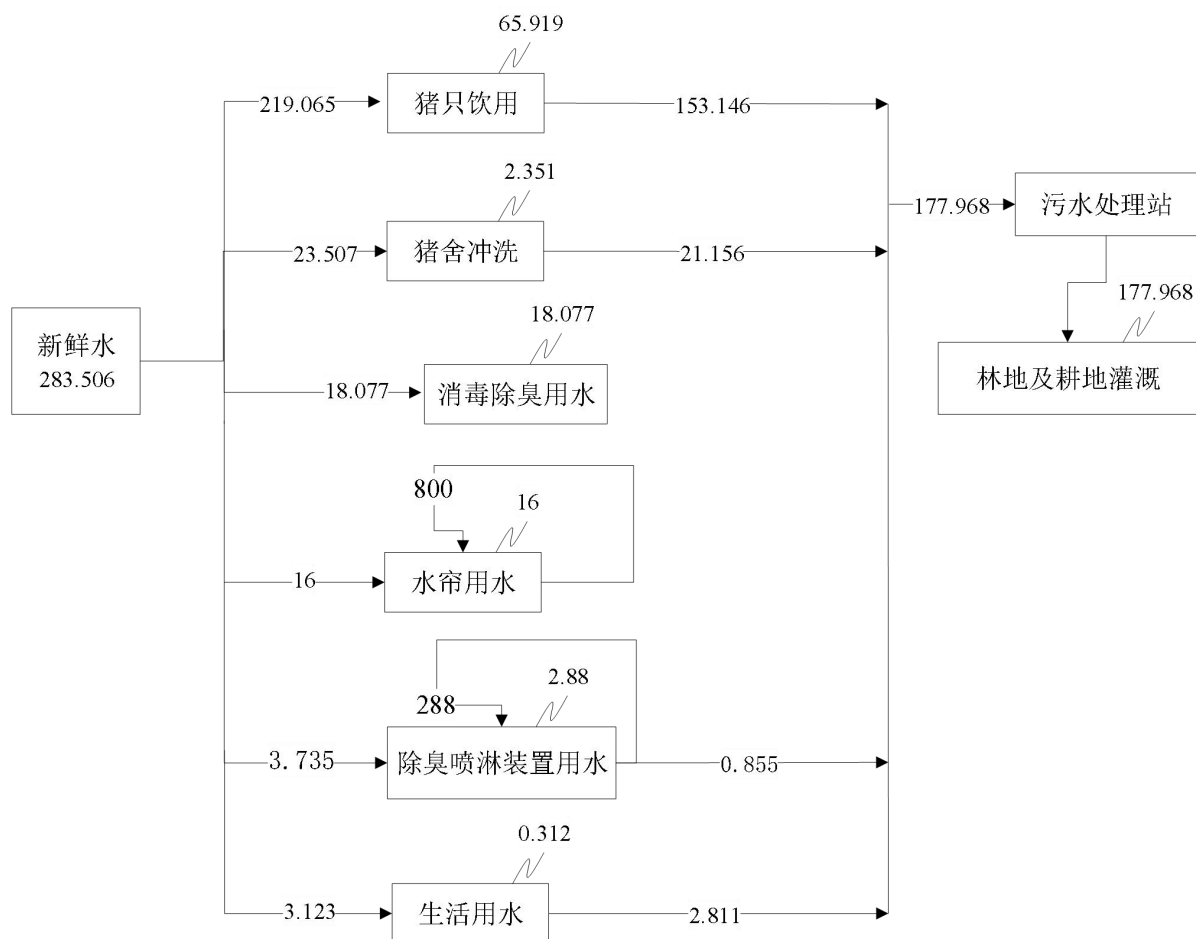 65.919
219.065
猪只饮用
153.146
2.351
177.968
污水处理站
23.507
猪舍冲洗
21.156
177.968
18.077
新鲜水
283.506
18.077
消毒除臭用水
林地及耕地灌溉
800
16
16
水帘用水
2.88
288
3.735
除臭喷淋装置用水
0.855
0.312
3.123
生活用水
2.811